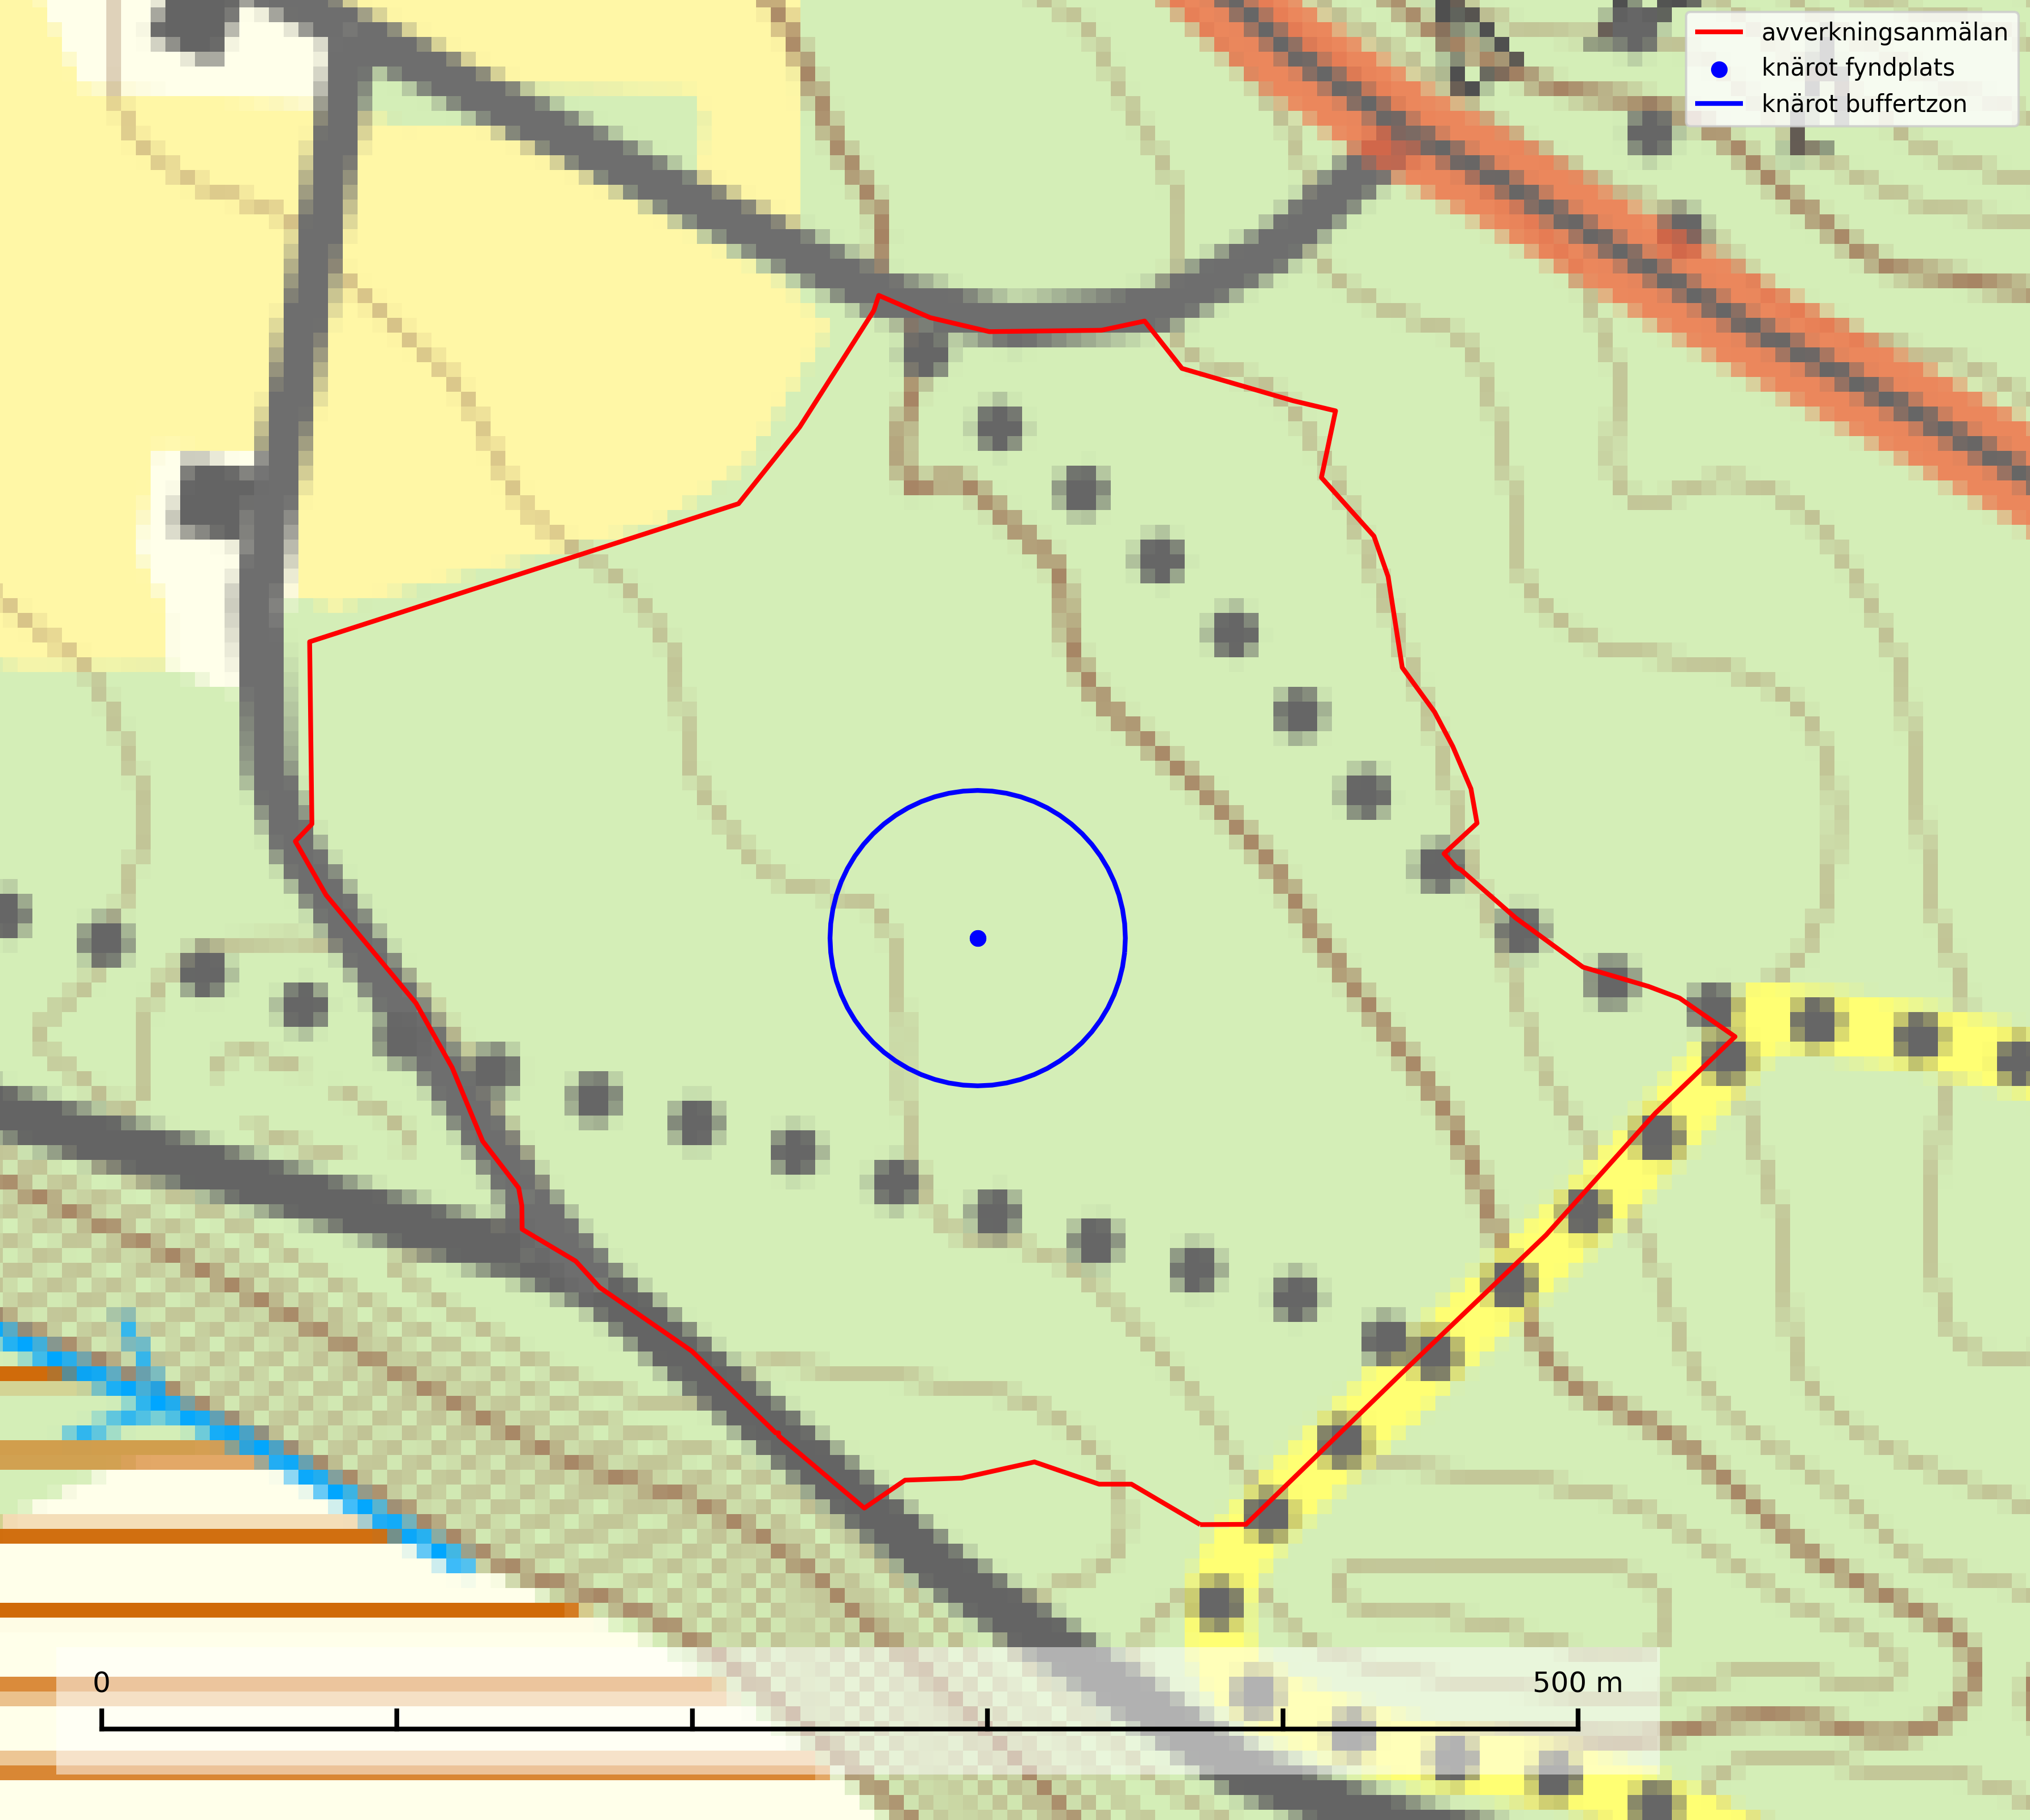 avverkningsanmälan
knärot fyndplats
knärot buffertzon
0 500 m